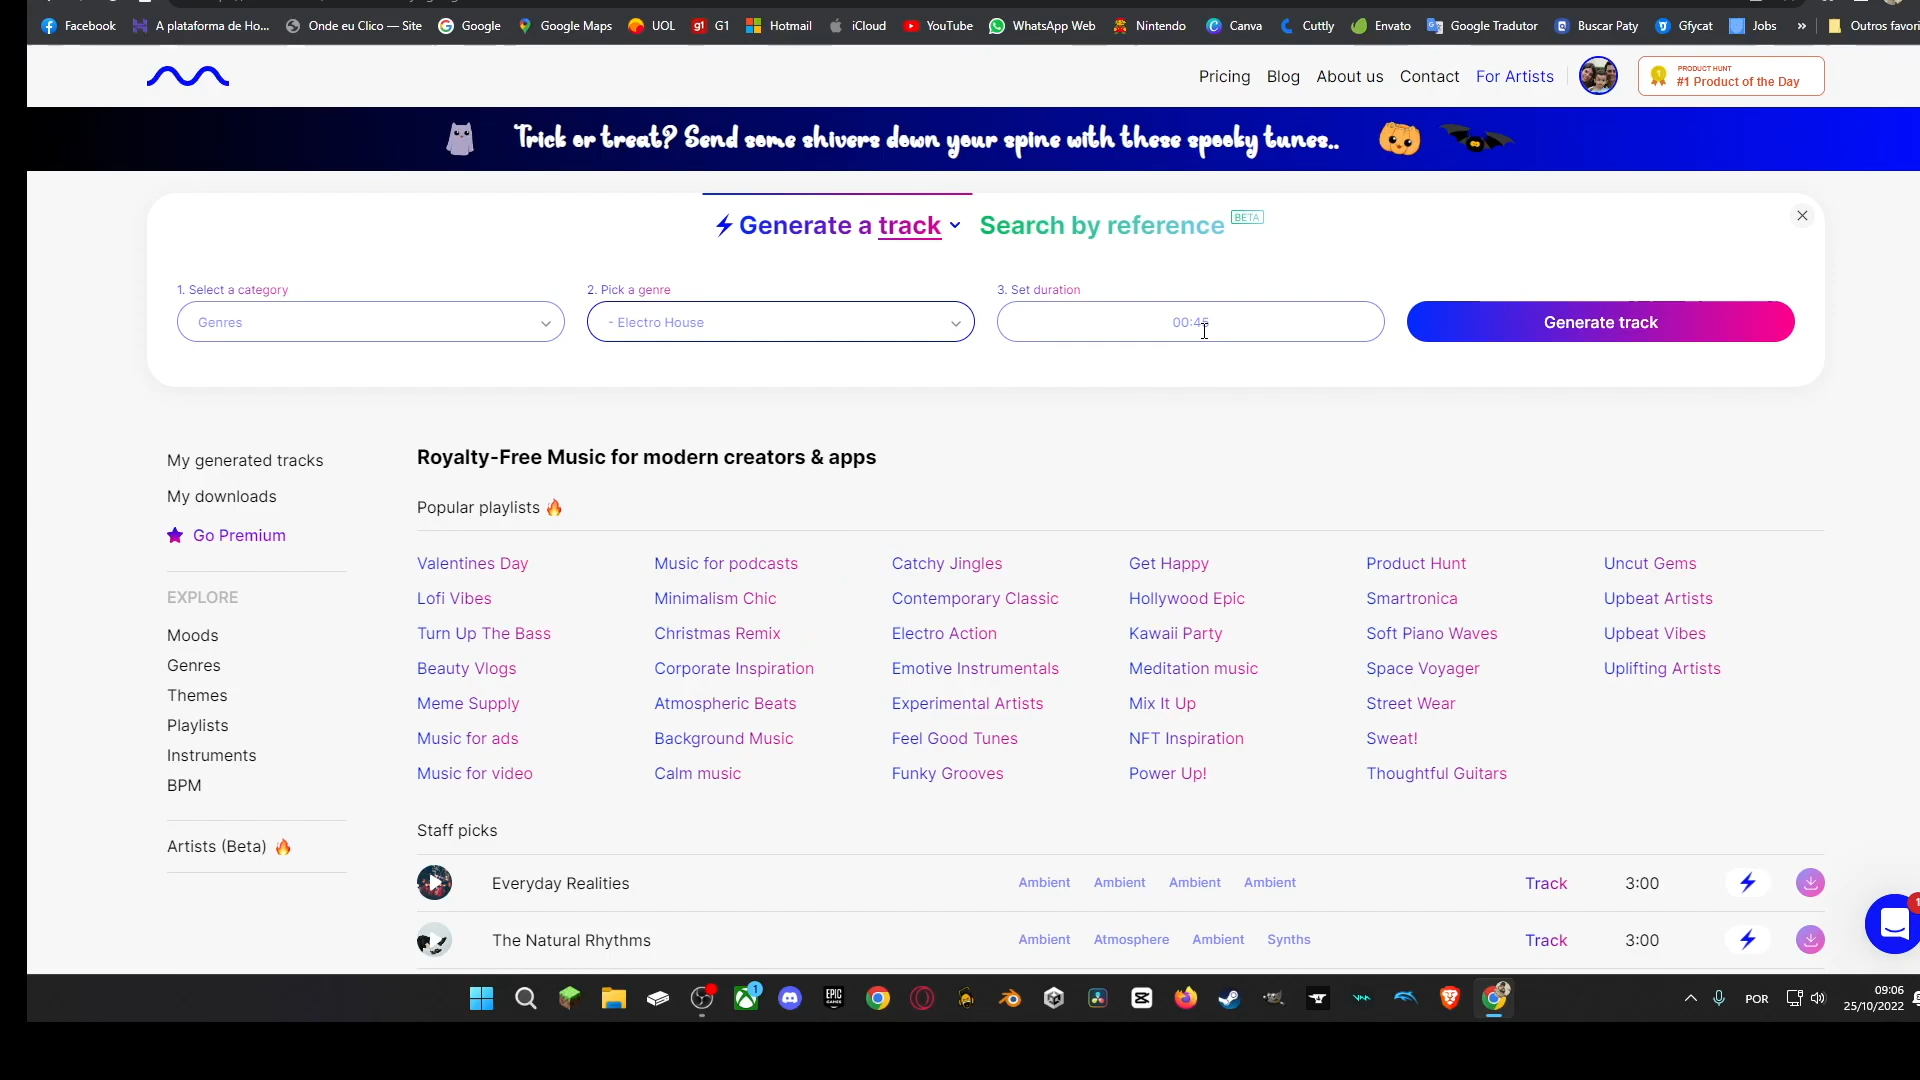 Facebook
A plataforma de Ho...
Onde eu Clico — Site
Google
Google Maps
UOL
g1 G1
Hotmail
iCloud
YouTube
WhatsApp Web
Nintendo
Canva
Cuttly
Envato
Google Tradutor
Buscar Paty
Gfycat
Jobs
»
Outros favori
Pricing
Blog
About us
Contact
For Artists
PRODUCT HUNT
#1 Product of the Day
Trick or treat? Send some shivers down your spine with these spooky tunes..
Generate a track
Search by reference BETA
1. Select a category
2. Pick a genre
3. Set duration
Genres
- Electro House
00:45
Generate track
My generated tracks
My downloads
Go Premium
EXPLORE
Moods
Genres
Themes
Playlists
Instruments
BPM
Artists (Beta)
Royalty-Free Music for modern creators & apps
Popular playlists
Valentines Day
Lofi Vibes
Turn Up The Bass
Beauty Vlogs
Meme Supply
Music for ads
Music for video
Music for podcasts
Minimalism Chic
Christmas Remix
Corporate Inspiration
Atmospheric Beats
Background Music
Calm music
Catchy Jingles
Contemporary Classic
Electro Action
Emotive Instrumentals
Experimental Artists
Feel Good Tunes
Funky Grooves
Get Happy
Hollywood Epic
Kawaii Party
Meditation music
Mix It Up
NFT Inspiration
Power Up!
Product Hunt
Smartronica
Soft Piano Waves
Space Voyager
Street Wear
Sweat!
Thoughtful Guitars
Uncut Gems
Upbeat Artists
Upbeat Vibes
Uplifting Artists
Staff picks
Everyday Realities
Ambient Ambient Ambient Ambient
Track
3:00
The Natural Rhythms
Ambient Atmosphere Ambient Synths
Track
3:00
1
EPIC GAMES
POR
09:06
25/10/2022